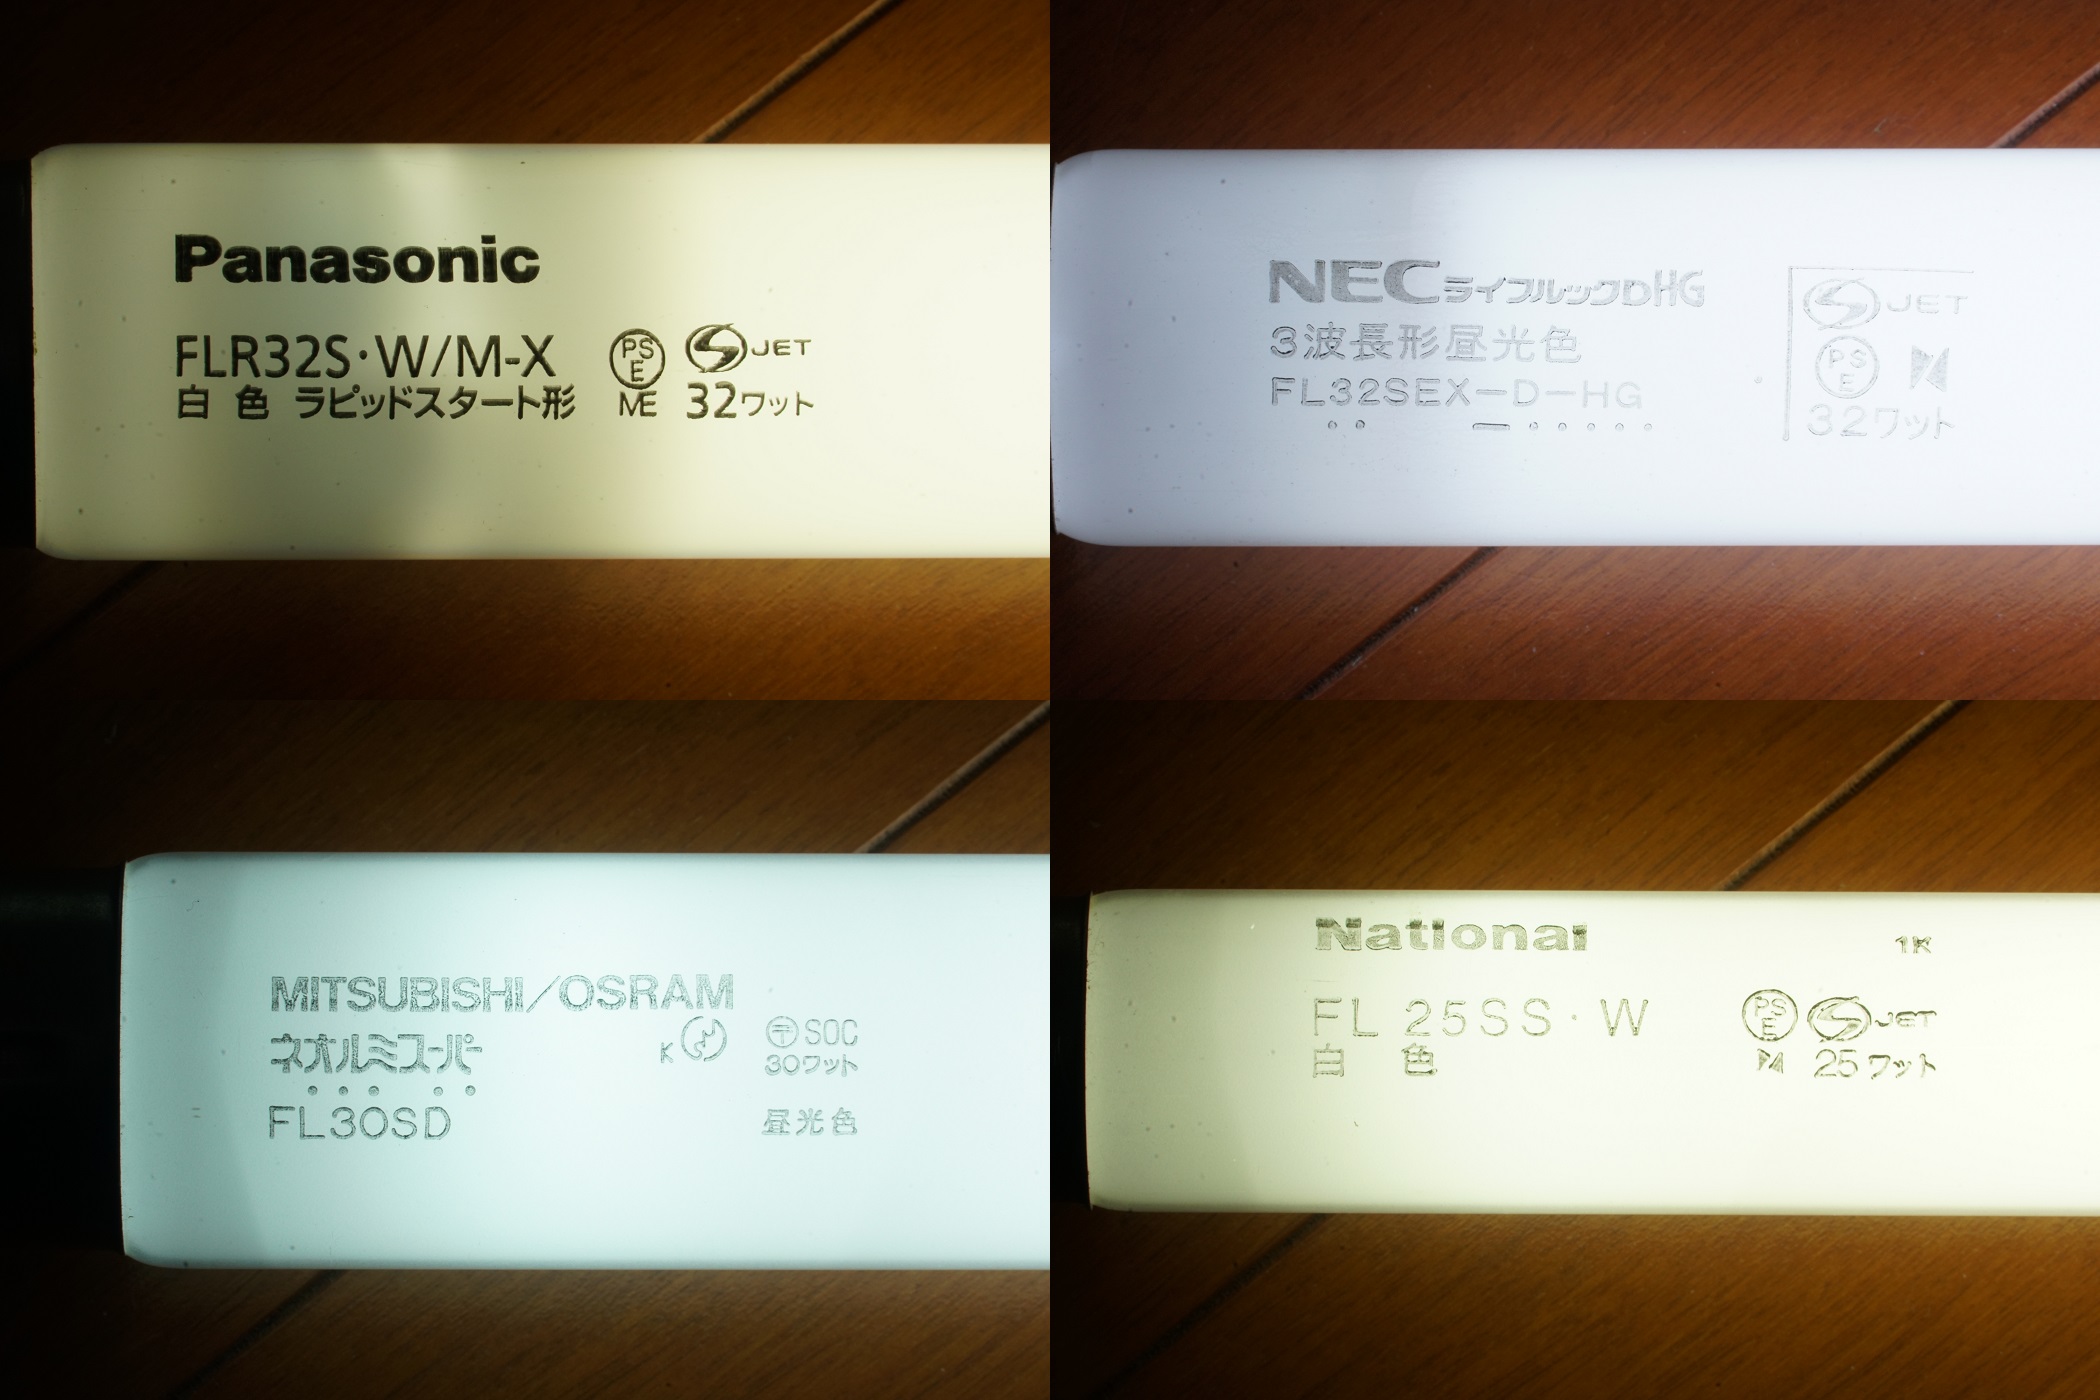 Panasonic
FLR32S・W/M-X
白色 ラピッドスタート形
PS
E
ME
S JET
32ワット
NECライフルックDHG
3波長形昼光色
FL32SEX-D-HG
S JET
PS
E
32ワット
MITSUBISHI/OSRAM
ネオルミスーパー
FL30SD
K
〒 SOC
30ワット
昼光色
National
1K
FL 25SS・W
白 色
PS
E
S JET
25ワット